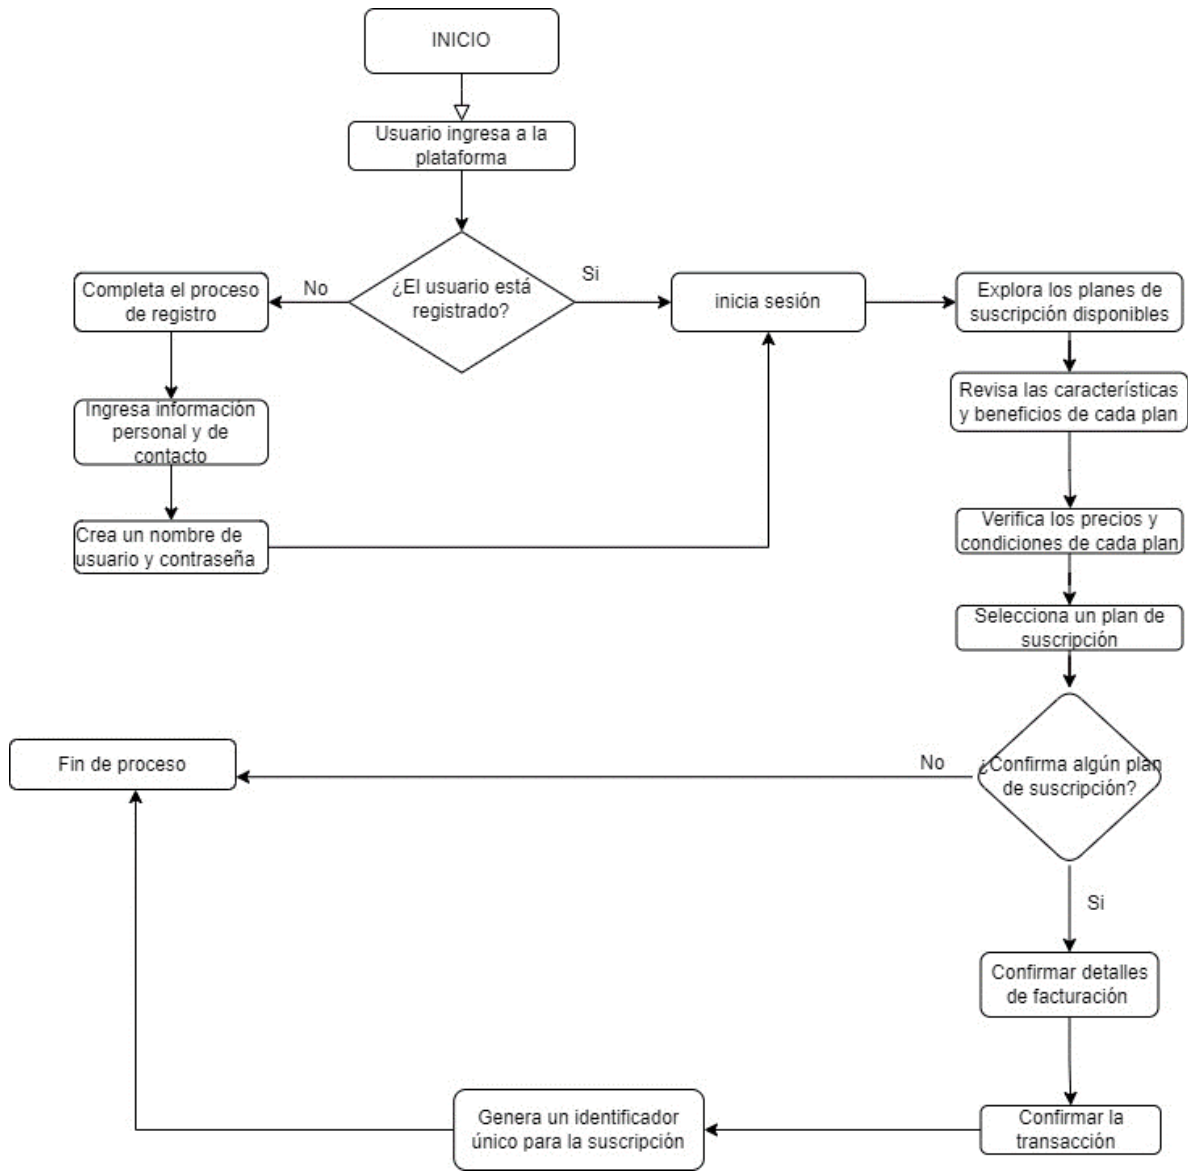 INICIO
Usuario ingresa a la
plataforma
¿El usuario está
registrado?
No
Si
Completa el proceso
de registro
inicia sesión
Explora los planes de
suscripción disponibles
Ingresa información
personal y de
contacto
Revisa las características
y beneficios de cada plan
Crea un nombre de
usuario y contraseña
Verifica los precios y
condiciones de cada plan
Selecciona un plan de
suscripción
¿Confirma algún plan
de suscripción?
No
Fin de proceso
Si
Confirmar detalles
de facturación
Confirmar la
transacción
Genera un identificador
único para la suscripción